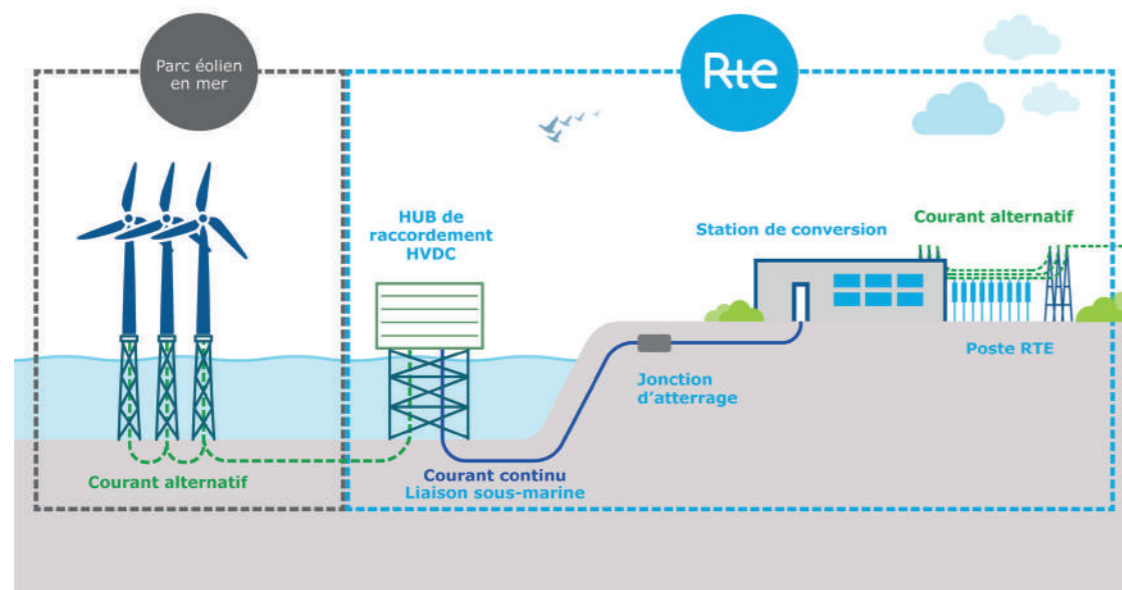 Parc éolien
en mer
Rte
HUB de
raccordement
HVDC
Station de conversion
Courant alternatif
Poste RTE
Jonction
d’atterrage
Courant continu
Liaison sous-marine
Courant alternatif